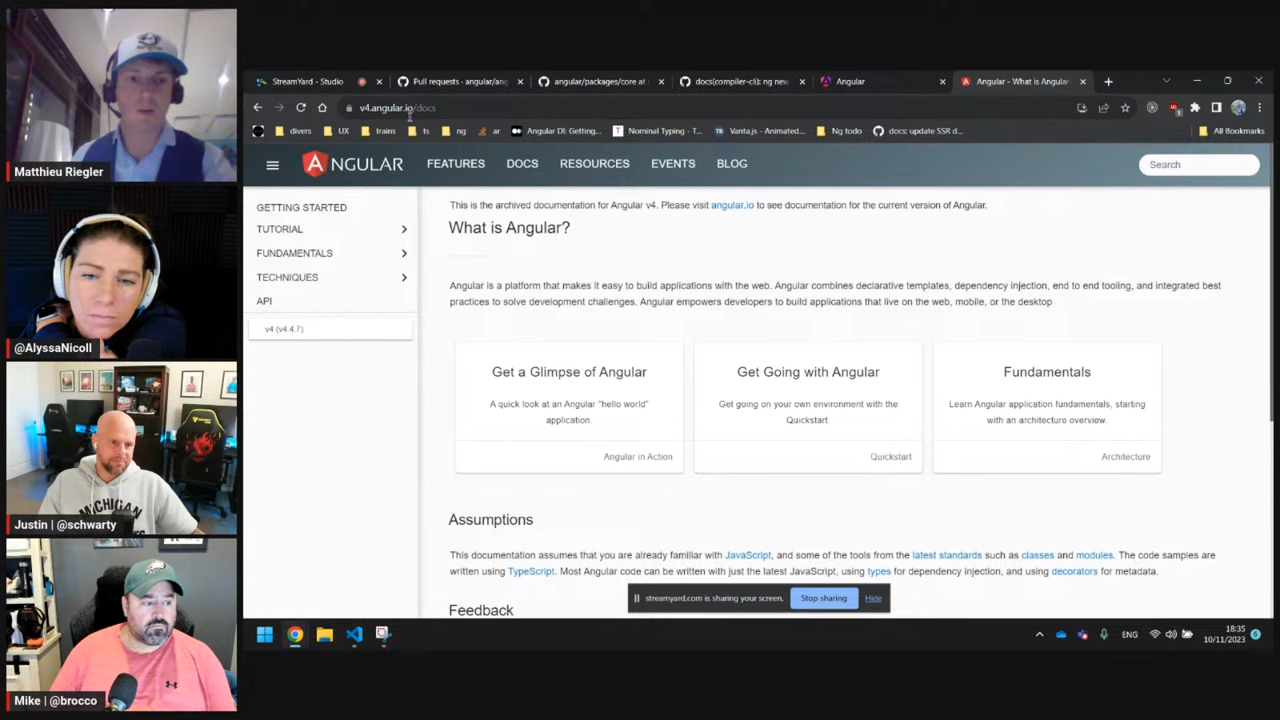 Matthieu Riegler
@AlyssaNicoll
Justin | @schwarty
Mike | @brocco
MICHIGAN
StreamYard - Studio
Pull requests · angular/ang
angular/packages/core at
docs(compiler-cli): ng new
Angular
Angular - What is Angular
v4.angular.io/docs
divers
UX
trains
ts
ng
ar
Angular DI: Getting...
Nominal Typing - T...
Vanta.js - Animated...
Ng todo
docs: update SSR d...
All Bookmarks
ANGULAR
FEATURES
DOCS
RESOURCES
EVENTS
BLOG
Search
GETTING STARTED
TUTORIAL
FUNDAMENTALS
TECHNIQUES
API
v4 (v4.4.7)
This is the archived documentation for Angular v4. Please visit angular.io to see documentation for the current version of Angular.
What is Angular?
Angular is a platform that makes it easy to build applications with the web. Angular combines declarative templates, dependency injection, end to end tooling, and integrated best
practices to solve development challenges. Angular empowers developers to build applications that live on the web, mobile, or the desktop
Get a Glimpse of Angular
A quick look at an Angular "hello world"
application.
Angular in Action
Get Going with Angular
Get going on your own environment with the
Quickstart.
Quickstart
Fundamentals
Learn Angular application fundamentals, starting
with an architecture overview.
Architecture
Assumptions
This documentation assumes that you are already familiar with JavaScript, and some of the tools from the latest standards such as classes and modules. The code samples are
written using TypeScript. Most Angular code can be written with just the latest JavaScript, using types for dependency injection, and using decorators for metadata.
Feedback
streamyard.com is sharing your screen.
Stop sharing
Hide
ENG
18:35
10/11/2023
6